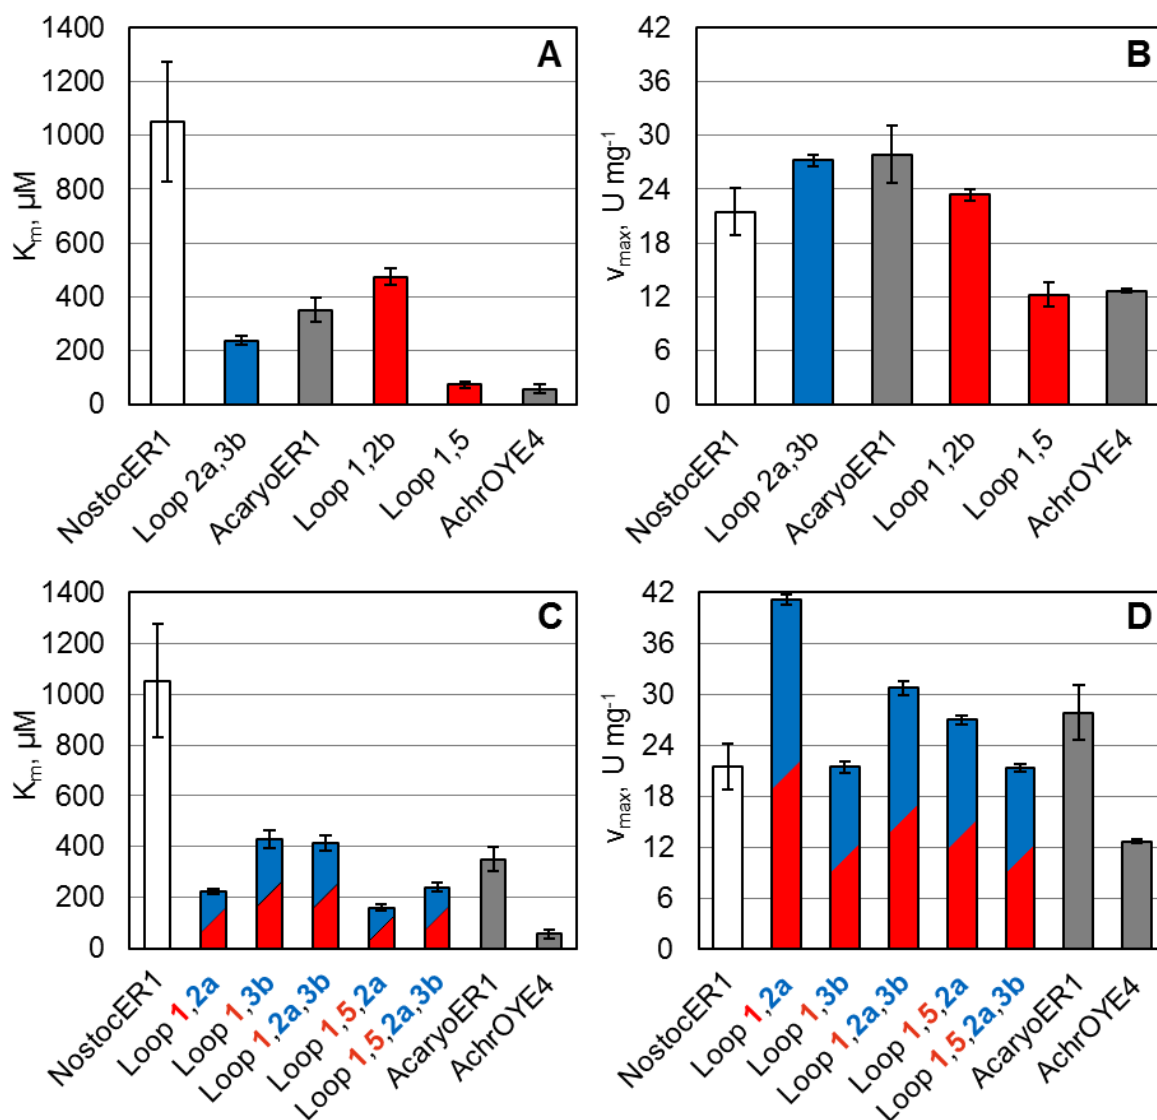 A
1400
1200
1000
800
600
400
200
0
Km, µM
NostocER1
Loop 2a,3b
AcaryoER1
Loop 1,2b
Loop 1,5
AchrOYE4
B
42
36
30
24
18
12
6
0
vmax, U mg-1
NostocER1
Loop 2a,3b
AcaryoER1
Loop 1,2b
Loop 1,5
AchrOYE4
C
1400
1200
1000
800
600
400
200
0
Km, µM
NostocER1
Loop 1,2a
Loop 1,3b
Loop 1,2a,3b
Loop 1,5,2a
Loop 1,5,2a,3b
AcaryoER1
AchrOYE4
D
42
36
30
24
18
12
6
0
vmax, U mg-1
NostocER1
Loop 1,2a
Loop 1,3b
Loop 1,2a,3b
Loop 1,5,2a
Loop 1,5,2a,3b
AcaryoER1
AchrOYE4